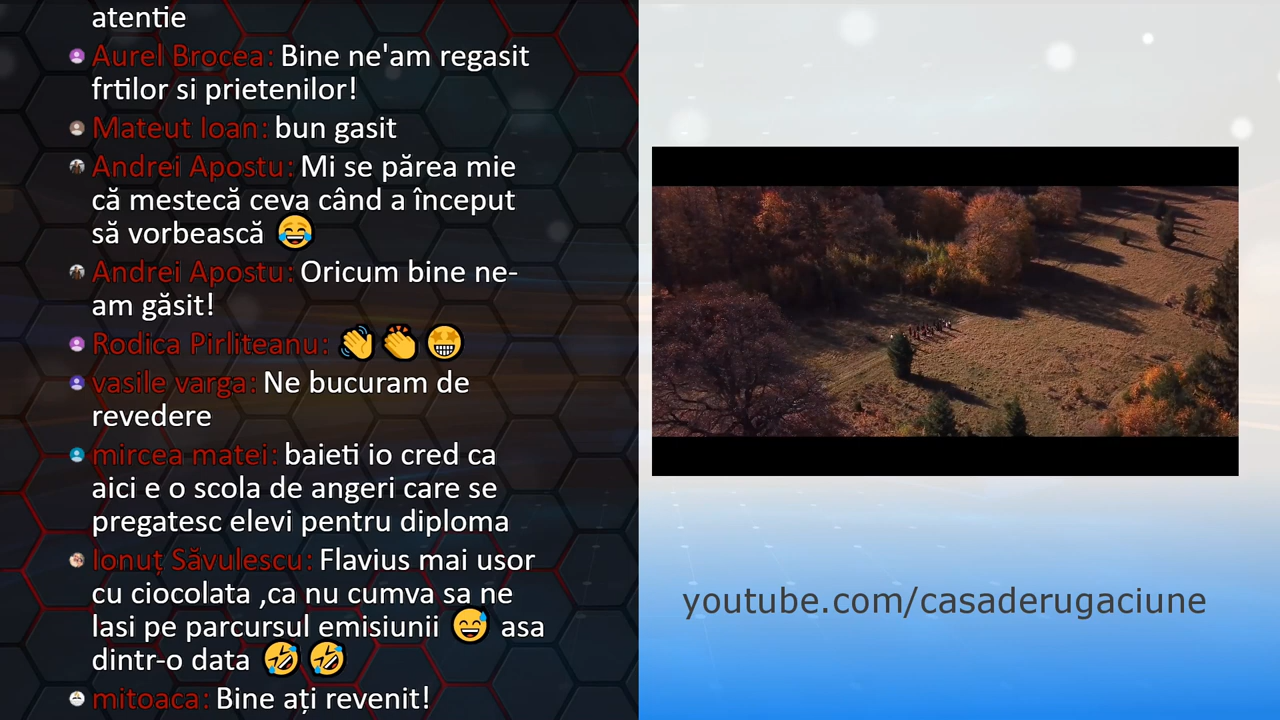 atentie
Aurel Brocea: Bine ne'am regasit
frtilor si prietenilor!
Mateut Ioan: bun gasit
Andrei Apostu: Mi se părea mie
că mestecă ceva când a început
să vorbească 😂
Andrei Apostu: Oricum bine ne-
am găsit!
Rodica Pirliteanu: 👋👏🤩
vasile varga: Ne bucuram de
revedere
mircea matei: baieti io cred ca
aici e o scola de angeri care se
pregatesc elevi pentru diploma
Ionuț Săvulescu: Flavius mai usor
cu ciocolata ,ca nu cumva sa ne
lasi pe parcursul emisiunii 😅 asa
dintr-o data 🤣🤣
mitoaca: Bine ați revenit!
youtube.com/casaderugaciune